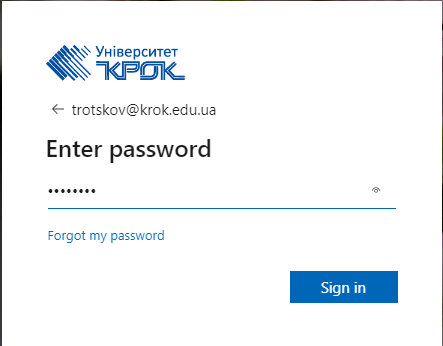 Університет
КРОК
trotskov@krok.edu.ua
Enter password
••••••••
Forgot my password
Sign in